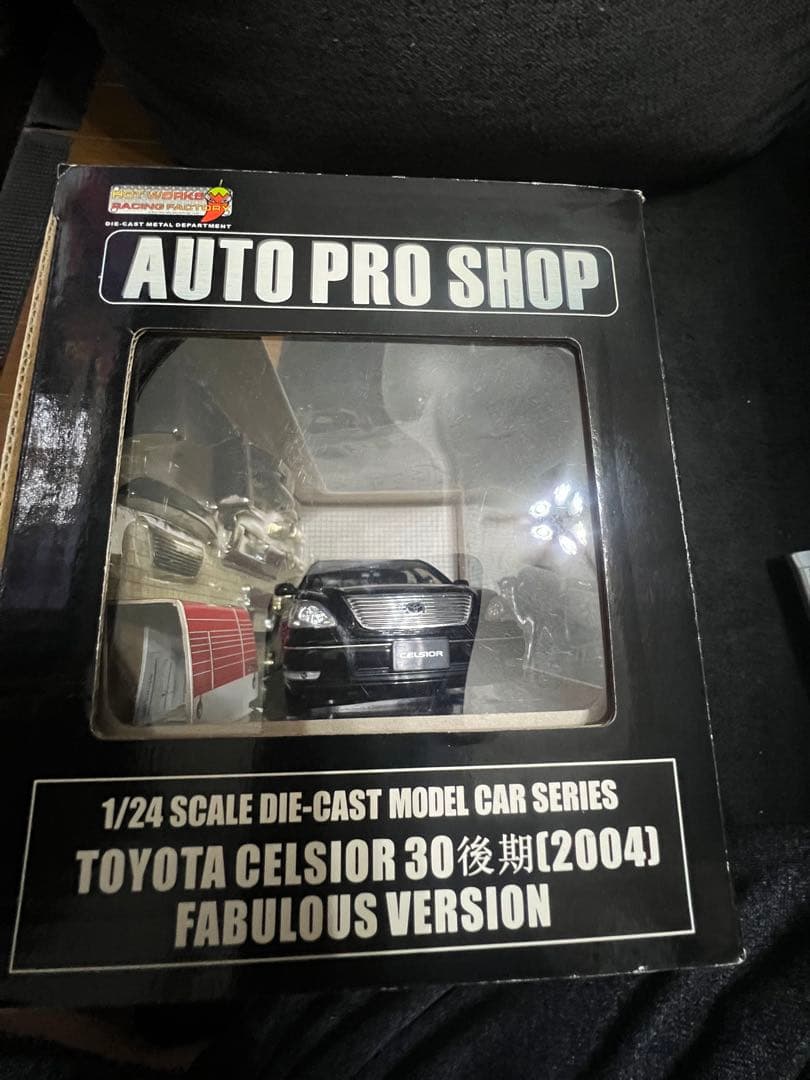 HOT WORKS
RACING FACTORY
DIE-CAST METAL DEPARTMENT
AUTO PRO SHOP
CELSIOR
1/24 SCALE DIE-CAST MODEL CAR SERIES
TOYOTA CELSIOR 30後期(2004)
FABULOUS VERSION